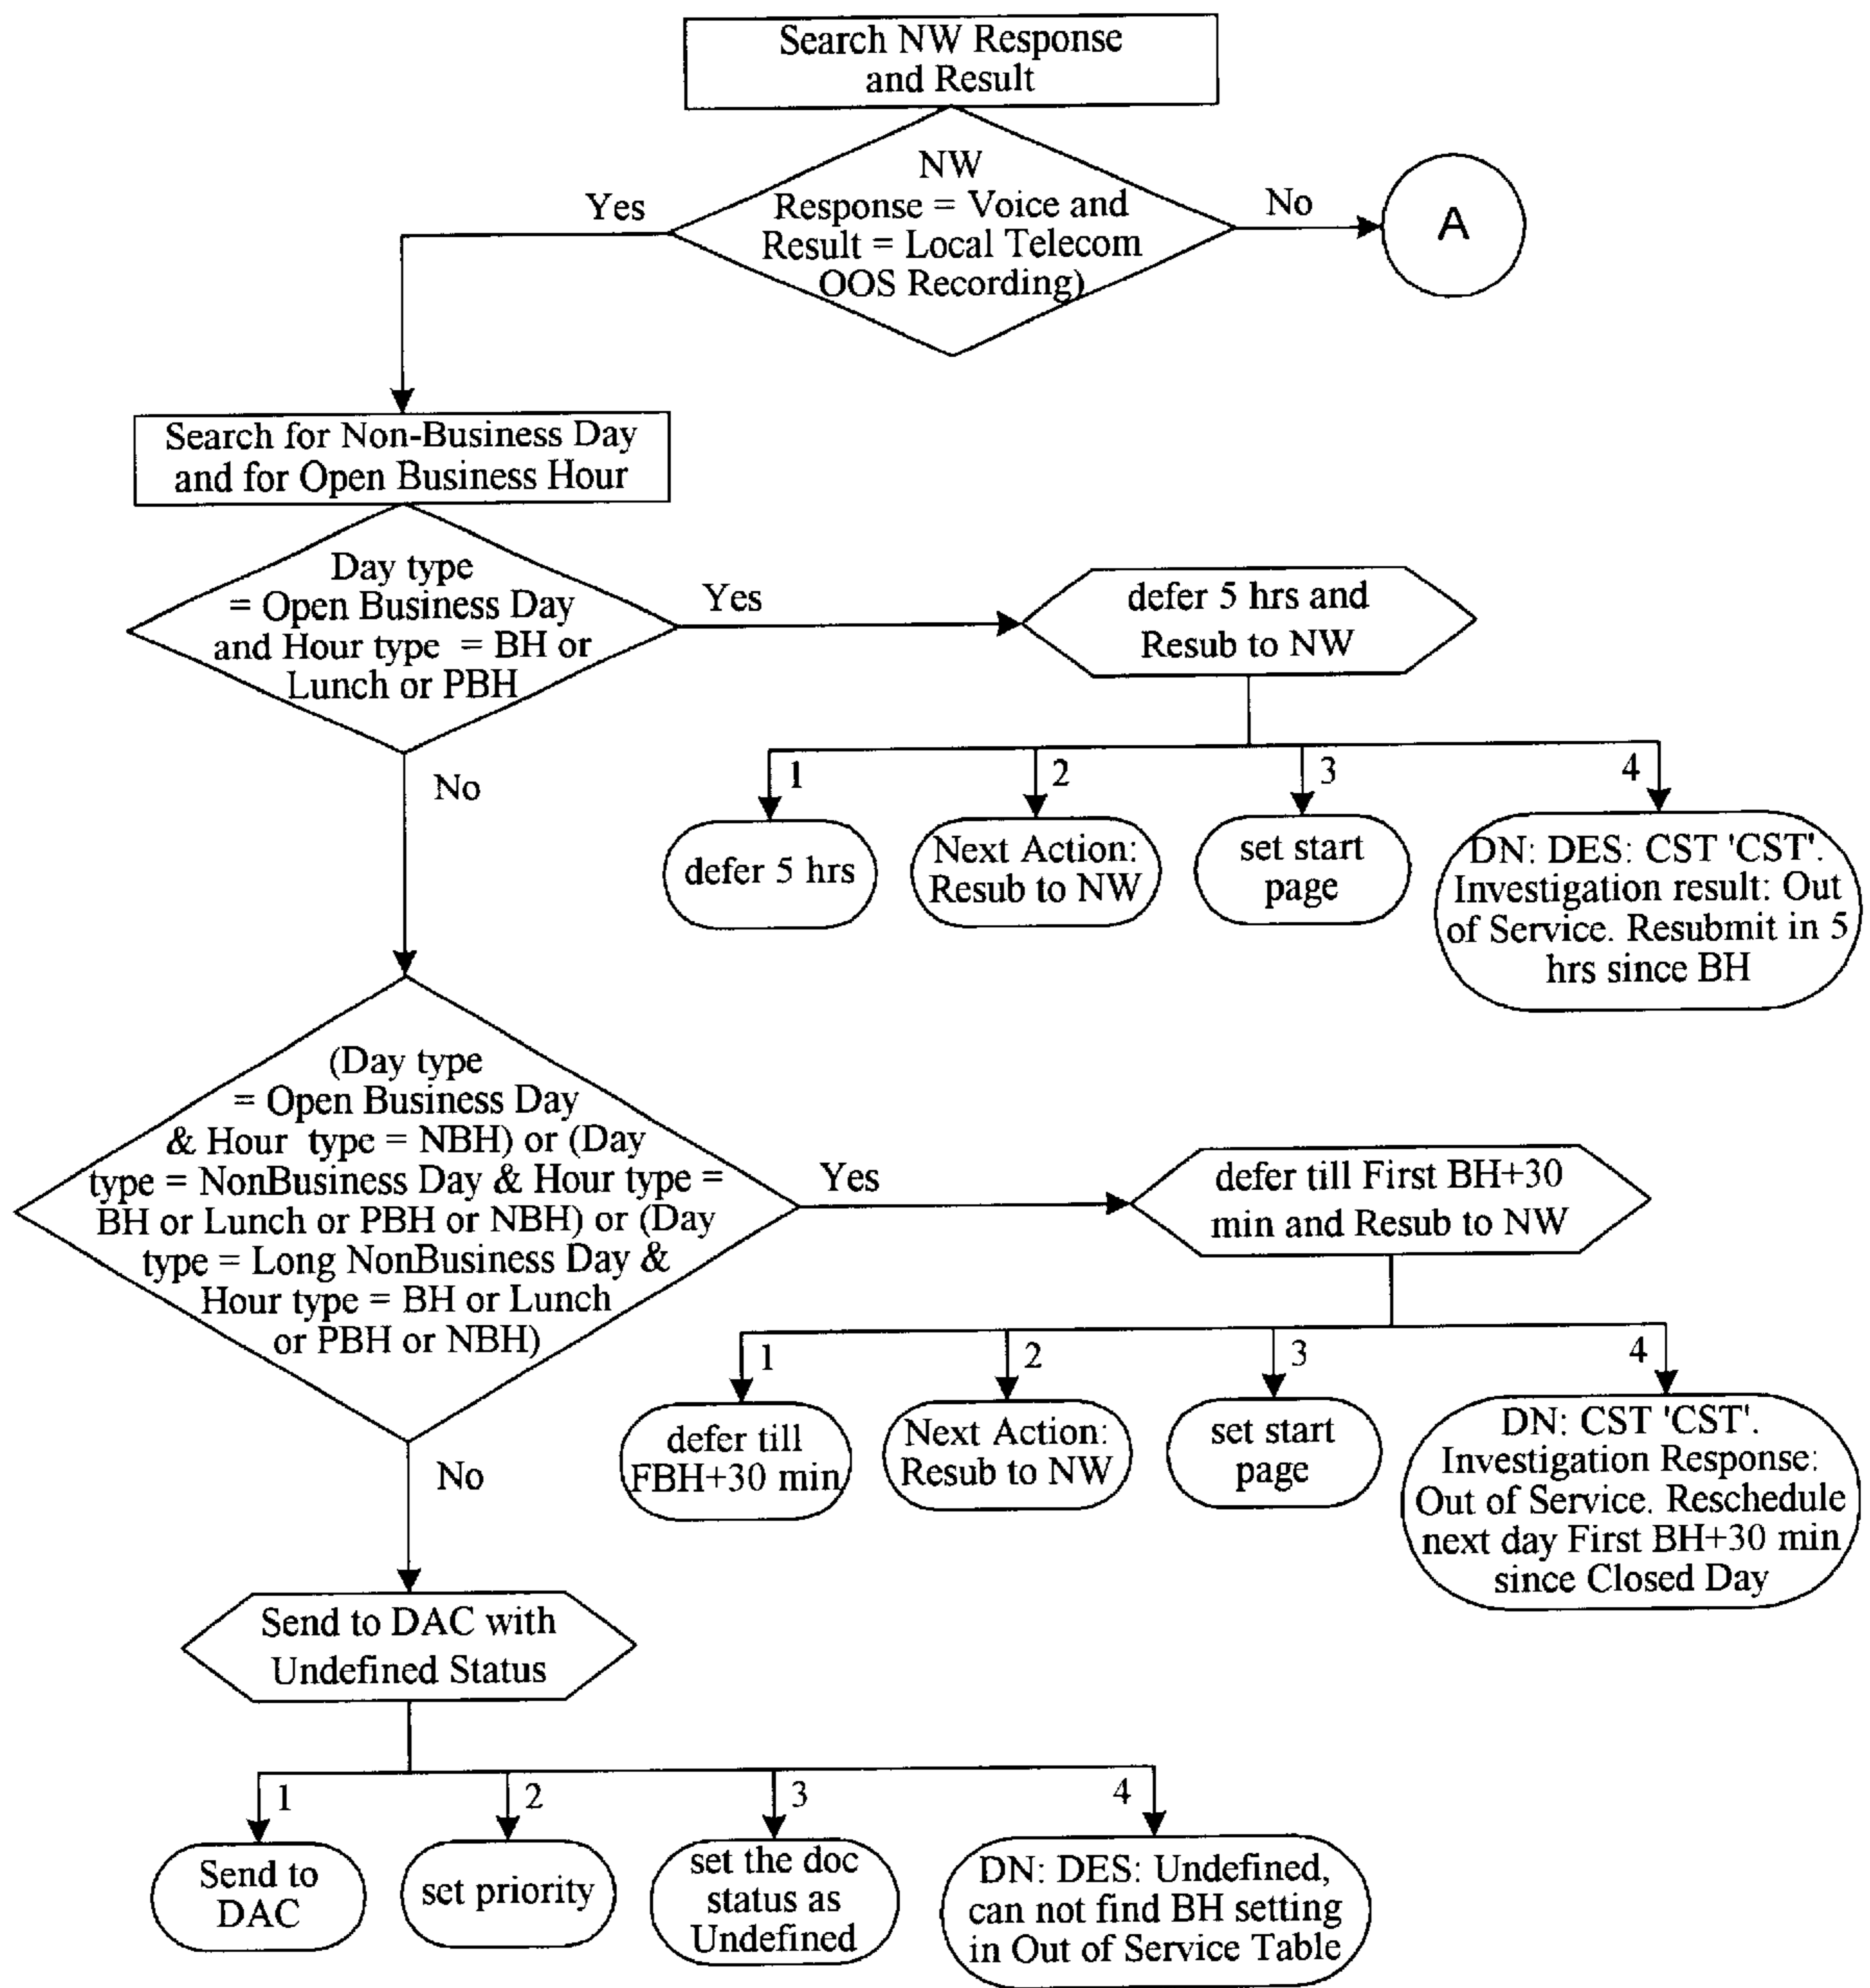 Search NW Response
and Result
NW
Response = Voice and
Result = Local Telecom
OOS Recording)
Yes
No
A
Search for Non-Business Day
and for Open Business Hour
Day type
= Open Business Day
and Hour type = BH or
Lunch or PBH
Yes
No
defer 5 hrs and
Resub to NW
1
2
3
4
defer 5 hrs
Next Action:
Resub to NW
set start
page
DN: DES: CST 'CST'.
Investigation result: Out
of Service. Resubmit in 5
hrs since BH
(Day type
= Open Business Day
& Hour type = NBH) or (Day
type = NonBusiness Day & Hour type =
BH or Lunch or PBH or NBH) or (Day
type = Long NonBusiness Day &
Hour type = BH or Lunch
or PBH or NBH)
Yes
No
defer till First BH+30
min and Resub to NW
1
2
3
4
defer till
FBH+30 min
Next Action:
Resub to NW
set start
page
DN: CST 'CST'.
Investigation Response:
Out of Service. Reschedule
next day First BH+30 min
since Closed Day
Send to DAC with
Undefined Status
1
2
3
4
Send to
DAC
set priority
set the doc
status as
Undefined
DN: DES: Undefined,
can not find BH setting
in Out of Service Table